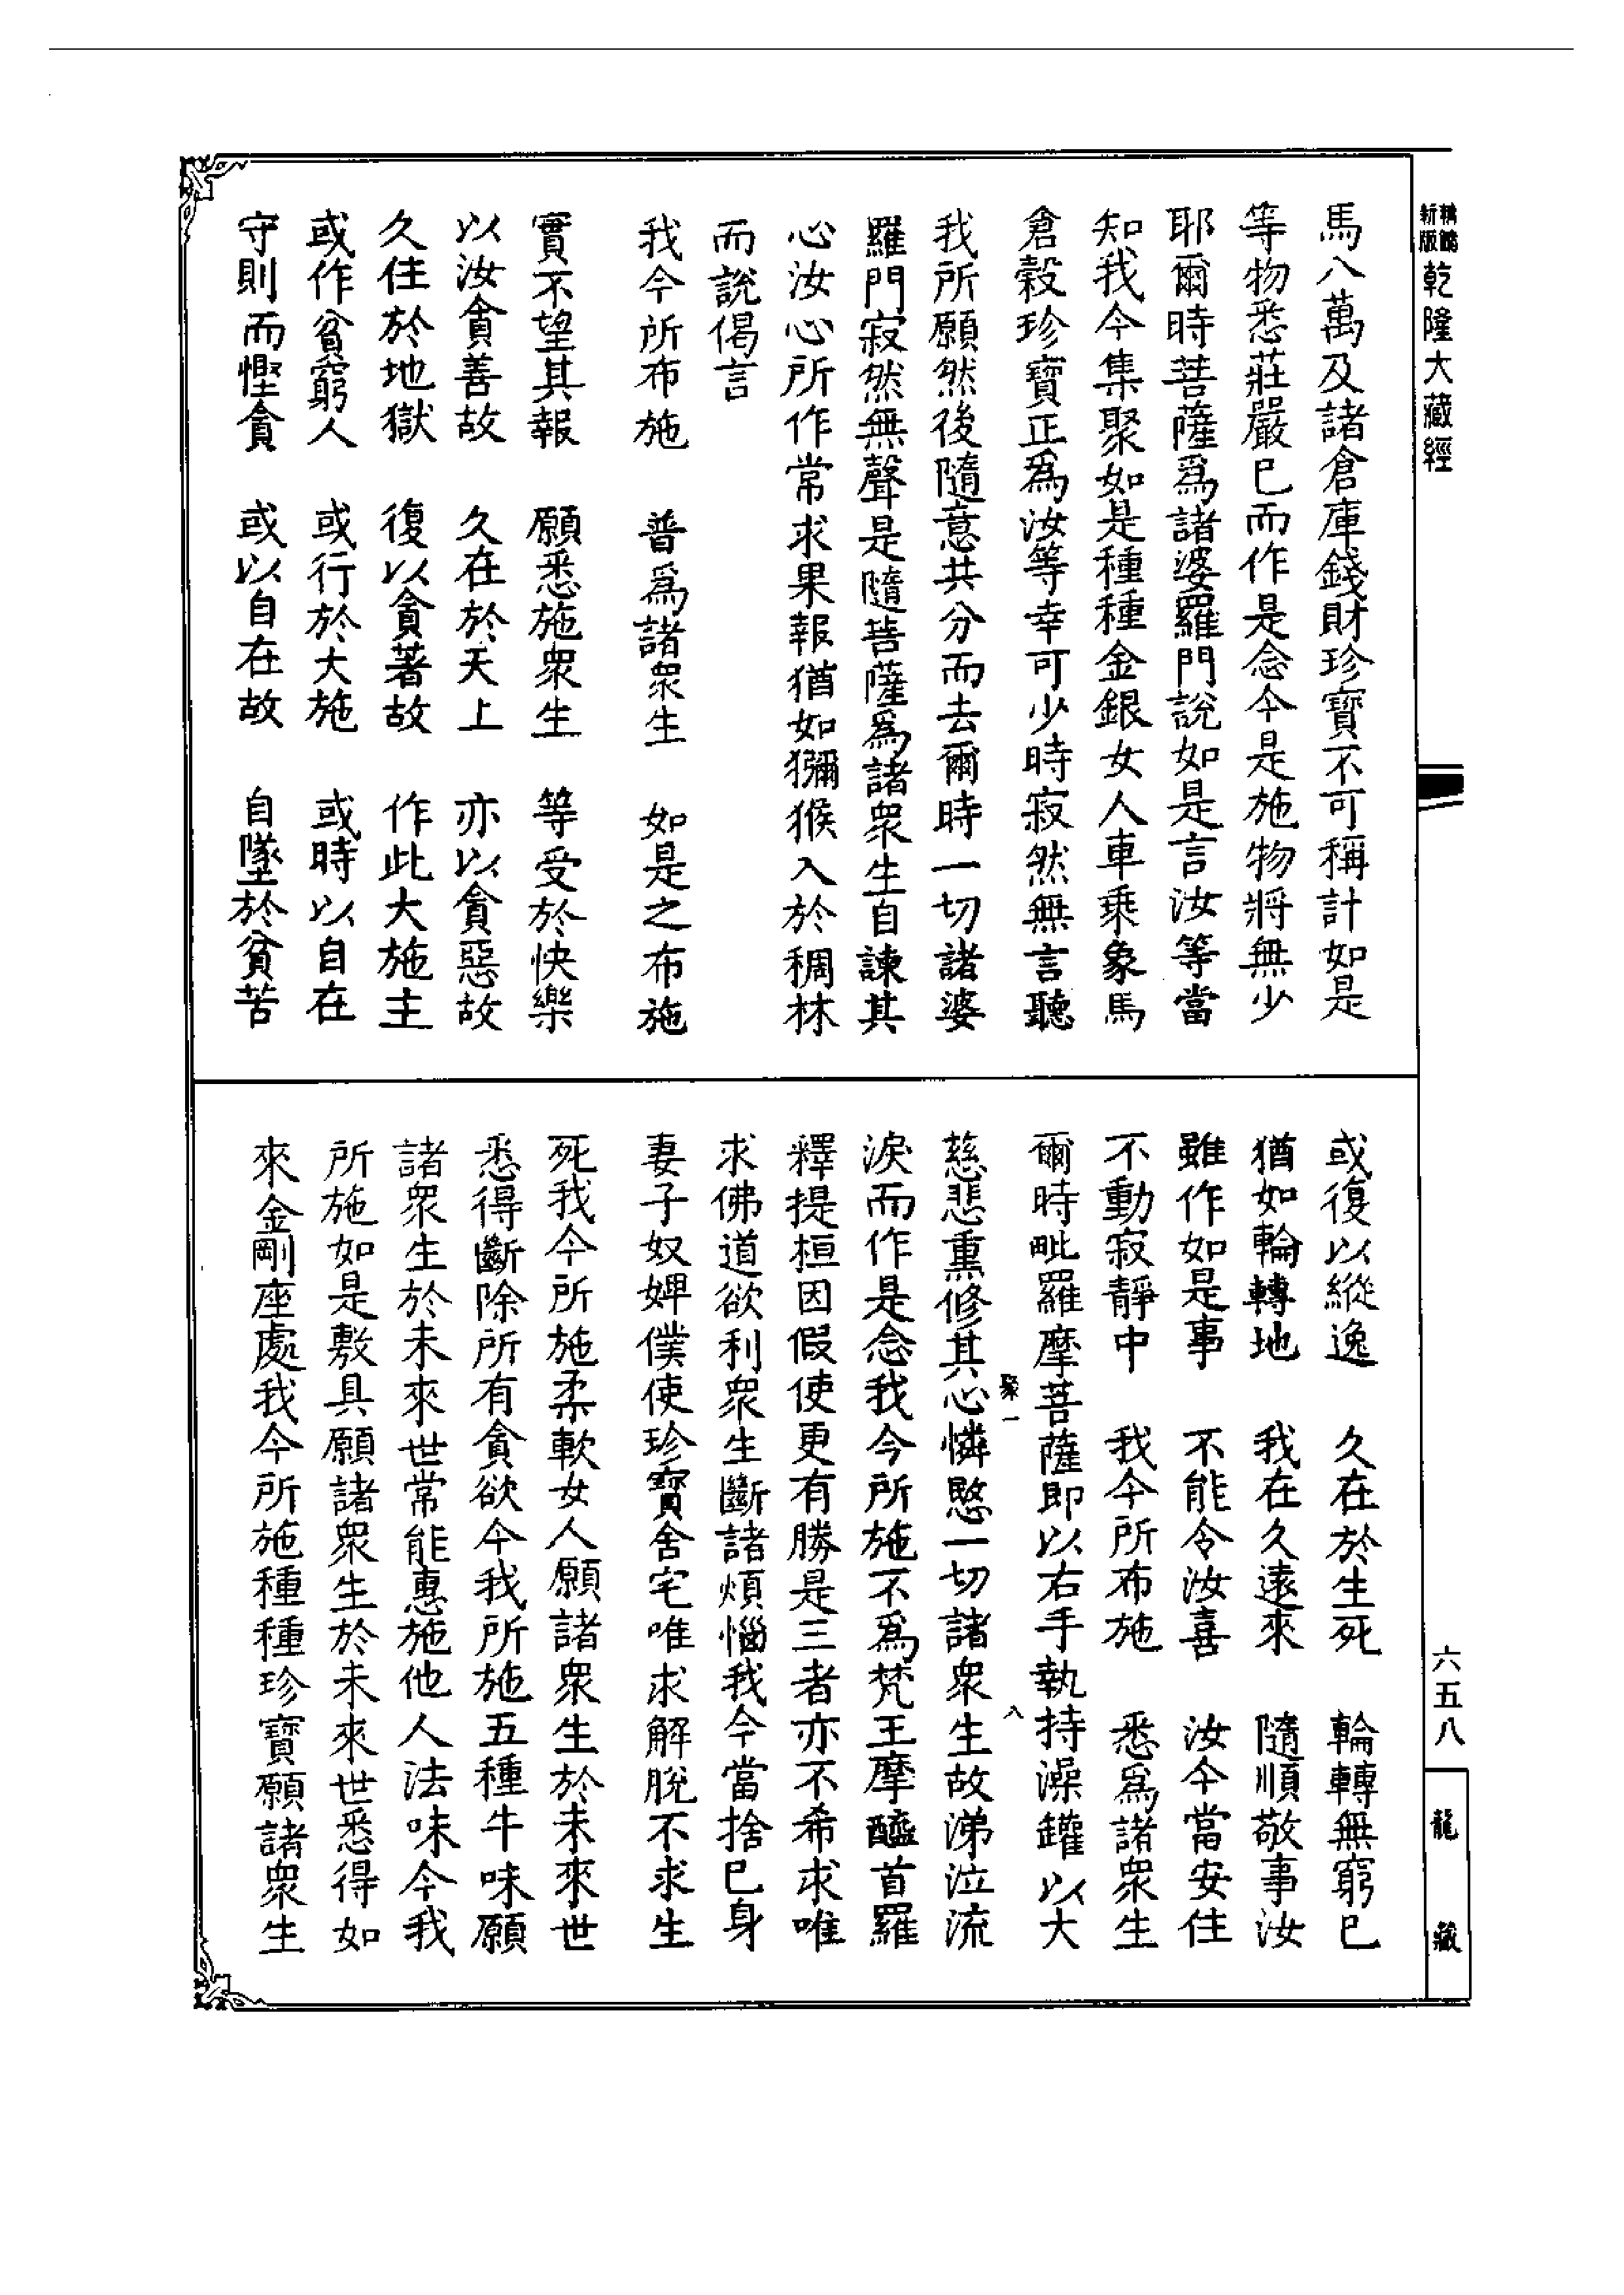 新版 乾隆大藏經
馬八萬及諸倉庫錢財珍寶不可稱計如是
等物悉莊嚴已而作是念今是施物將無少
耶爾時菩薩爲諸婆羅門說如是言汝等當
知我今集聚如是種種金銀女人車乘象馬
倉穀珍寶正爲汝等幸可少時寂然無言聽
我所願然後隨意共分而去爾時一切諸婆
羅門寂然無聲是隨菩薩爲諸衆生自諫其
心汝心所作常求果報猶如獼猴入於稠林
而說偈言
我今所布施 普爲諸衆生 如是之布施
實不望其報 願悉施衆生 等受於快樂
以汝貪善故 久在於天上 亦以貪惡故
久住於地獄 復以貪著故 作此大施主
或作貧窮人 或行於大施 或時以自在
守則而慳貪 或以自在故 自墜於貧苦
或復以縱逸 久在於生死 輪轉無窮已
猶如輪轉地 我在久遠來 隨順敬事汝
雖作如是事 不能令汝喜 汝今當安住
不動寂靜中 我今所布施 悉爲諸衆生
爾時毗羅摩菩薩即以右手執持澡罐以大
聚一 八
慈悲熏修其心憐愍一切諸衆生故涕泣流
淚而作是念我今所施不爲梵王摩醯首羅
釋提桓因假使更有勝是三者亦不希求唯
求佛道欲利衆生斷諸煩惱我今當捨已身
妻子奴婢僕使珍寶舍宅唯求解脫不求生
死我今所施柔軟女人願諸衆生於未來世
悉得斷除所有貪欲今我所施五種牛味願
諸衆生於未來世常能惠施他人法味今我
所施如是敷具願諸衆生於未來世悉得如
來金剛座處我今所施種種珍寶願諸衆生
六五八
龍藏